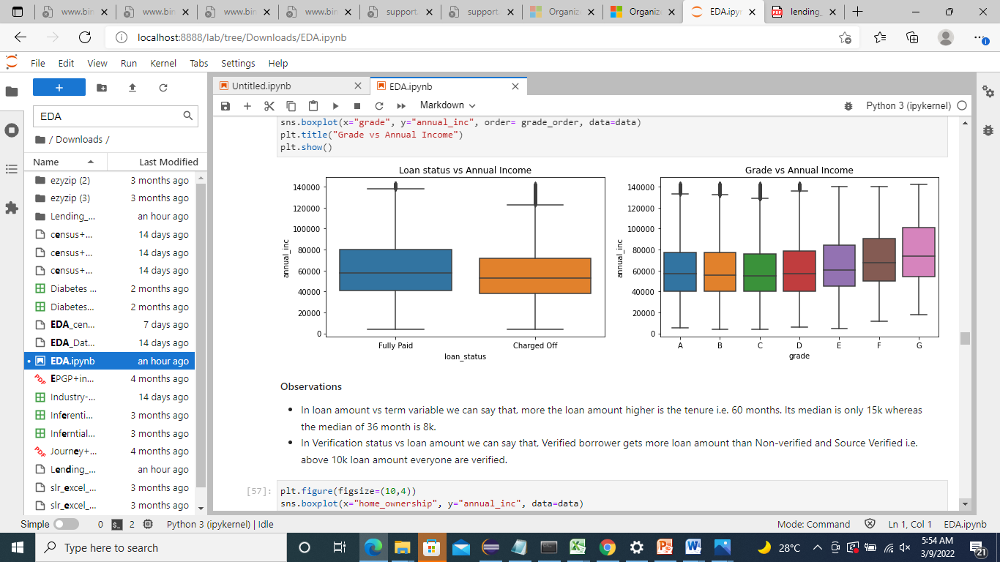 www.bin
www.bin
www.bin
www.bin
support.
support.
Organize
Organize
EDA.ipyn
lending_
localhost:8888/lab/tree/Downloads/EDA.ipynb
File Edit View Run Kernel Tabs Settings Help
EDA
/ Downloads /
Name Last Modified
ezyzip (2) 3 months ago
ezyzip (3) 3 months ago
Lending_... an hour ago
census+... 14 days ago
census+... 14 days ago
census+... 14 days ago
Diabetes ... 2 months ago
Diabetes... 2 months ago
EDA_cen... 7 days ago
EDA_Dat... 14 days ago
EDA.ipynb an hour ago
EPGP+in... 4 months ago
Industry-... 14 days ago
Inferenti... 3 months ago
Inferntial... 3 months ago
Journey+... 4 months ago
Lending_... an hour ago
slr_excel_... 3 months ago
slr_excel_... 3 months ago
Untitled.ipynb
EDA.ipynb
Markdown
Python 3 (ipykernel)
sns.boxplot(x="grade", y="annual_inc", order= grade_order, data=data)
plt.title("Grade vs Annual Income")
plt.show()
Loan status vs Annual Income
140000
120000
100000
80000
60000
40000
20000
0
annual_inc
Fully Paid Charged Off
loan_status
Grade vs Annual Income
140000
120000
100000
80000
60000
40000
20000
0
annual_inc
A B C D E F G
grade
Observations
• In loan amount vs term variable we can say that, more the loan amount higher is the tenure i.e. 60 months. Its median is only 15k whereas
the median of 36 month is 8k.
• In Verification status vs loan amount we can say that, Verified borrower gets more loan amount than Non-verified and Source Verified i.e.
above 10k loan amount everyone are verified.
[57]:
plt.figure(figsize=(10,4))
sns.boxplot(x="home_ownership", y="annual_inc", data=data)
Simple 0 2 Python 3 (ipykernel) | Idle
Mode: Command Ln 1, Col 1 EDA.ipynb
Type here to search
28°C
5:54 AM
3/9/2022
21